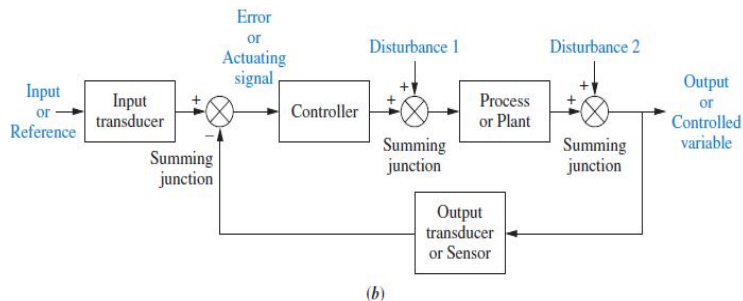 Error
or
Actuating
signal
Disturbance 1
Disturbance 2
Input
or
Reference
Input
transducer
+
−
Summing
junction
Controller
+
+
Summing
junction
Process
or Plant
+
+
Summing
junction
Output
or
Controlled
variable
Output
transducer
or Sensor
(b)